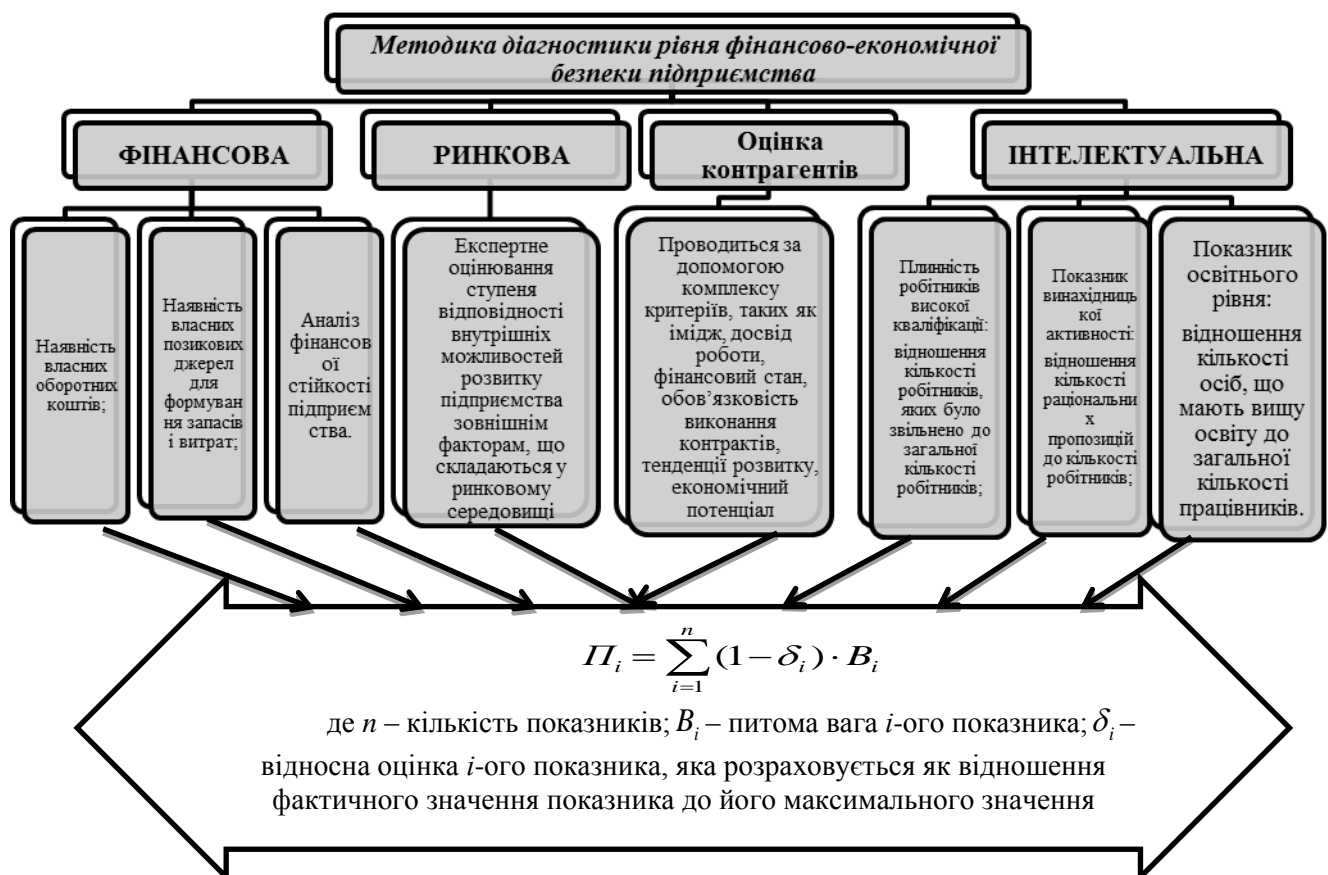 Методика діагностики рівня фінансово-економічної
безпеки підприємства
ФІНАНСОВА
РИНКОВА
Оцінка
контрагентів
ІНТЕЛЕКТУАЛЬНА
Наявність
власних
оборотних
коштів;
Наявність
власних
позикових
джерел
для
формуван
ня запасів
і витрат;
Аналіз
фінансов
ої
стійкості
підприєм
ства.
Експертне
оцінювання
ступеня
відповідності
внутрішніх
можливостей
розвитку
підприємства
зовнішнім
факторам, що
складаються у
ринковому
середовищі
Проводиться за
допомогою
комплексу
критеріїв, таких як
імідж, досвід
роботи,
фінансовий стан,
обов’язковість
виконання
контрактів,
тенденції розвитку,
економічний
потенціал
Плинність
робітників
високої
кваліфікації:
відношення
кількості
робітників,
яких було
звільнено до
загальної
кількості
робітників;
Показник
винахідниць
кої
активності:
відношення
кількості
раціональни
х
пропозицій
до кількості
робітників;
Показник
освітнього
рівня:
відношення
кількості
осіб, що
мають вищу
освіту до
загальної
кількості
працівників.
П_i = ∑_{i=1}^{n} (1 – δ_i) · B_i
де n – кількість показників; B_i – питома вага i-ого показника; δ_i –
відносна оцінка i-ого показника, яка розраховується як відношення
фактичного значення показника до його максимального значення